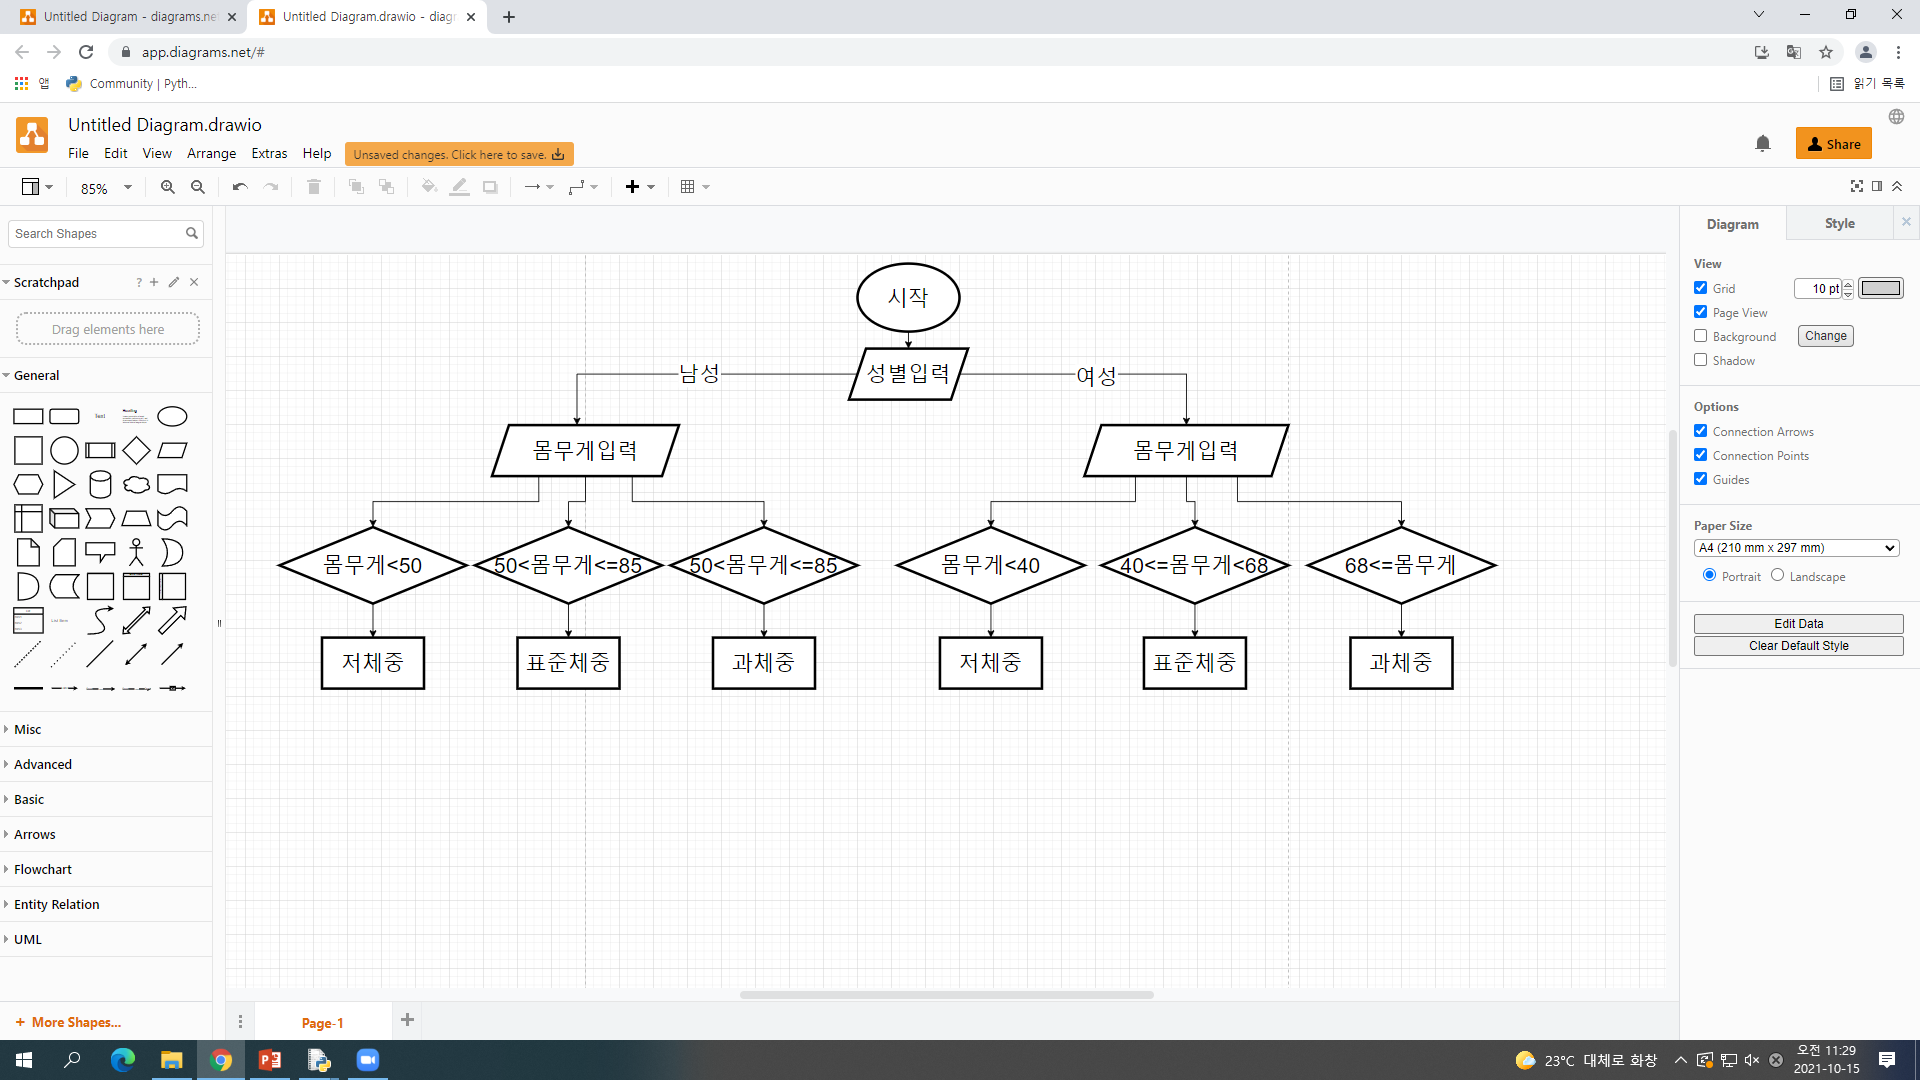 Untitled Diagram - diagrams.net
Untitled Diagram.drawio - diagr
app.diagrams.net/#
앱
Community | Pyth...
읽기 목록
Untitled Diagram.drawio
File Edit View Arrange Extras Help
Unsaved changes. Click here to save.
Share
85%
Search Shapes
Scratchpad
?
Drag elements here
General
Text
Heading
List Item
Misc
Advanced
Basic
Arrows
Flowchart
Entity Relation
UML
+ More Shapes...
시작
성별입력
남성
여성
몸무게입력
몸무게입력
몸무게<50
50<몸무게<=85
50<몸무게<=85
몸무게<40
40<=몸무게<68
68<=몸무게
저체중
표준체중
과체중
저체중
표준체중
과체중
Page-1
Diagram
Style
View
Grid
10 pt
Page View
Background
Change
Shadow
Options
Connection Arrows
Connection Points
Guides
Paper Size
A4 (210 mm x 297 mm)
Portrait
Landscape
Edit Data
Clear Default Style
23°C 대체로 화창
오전 11:29
2021-10-15